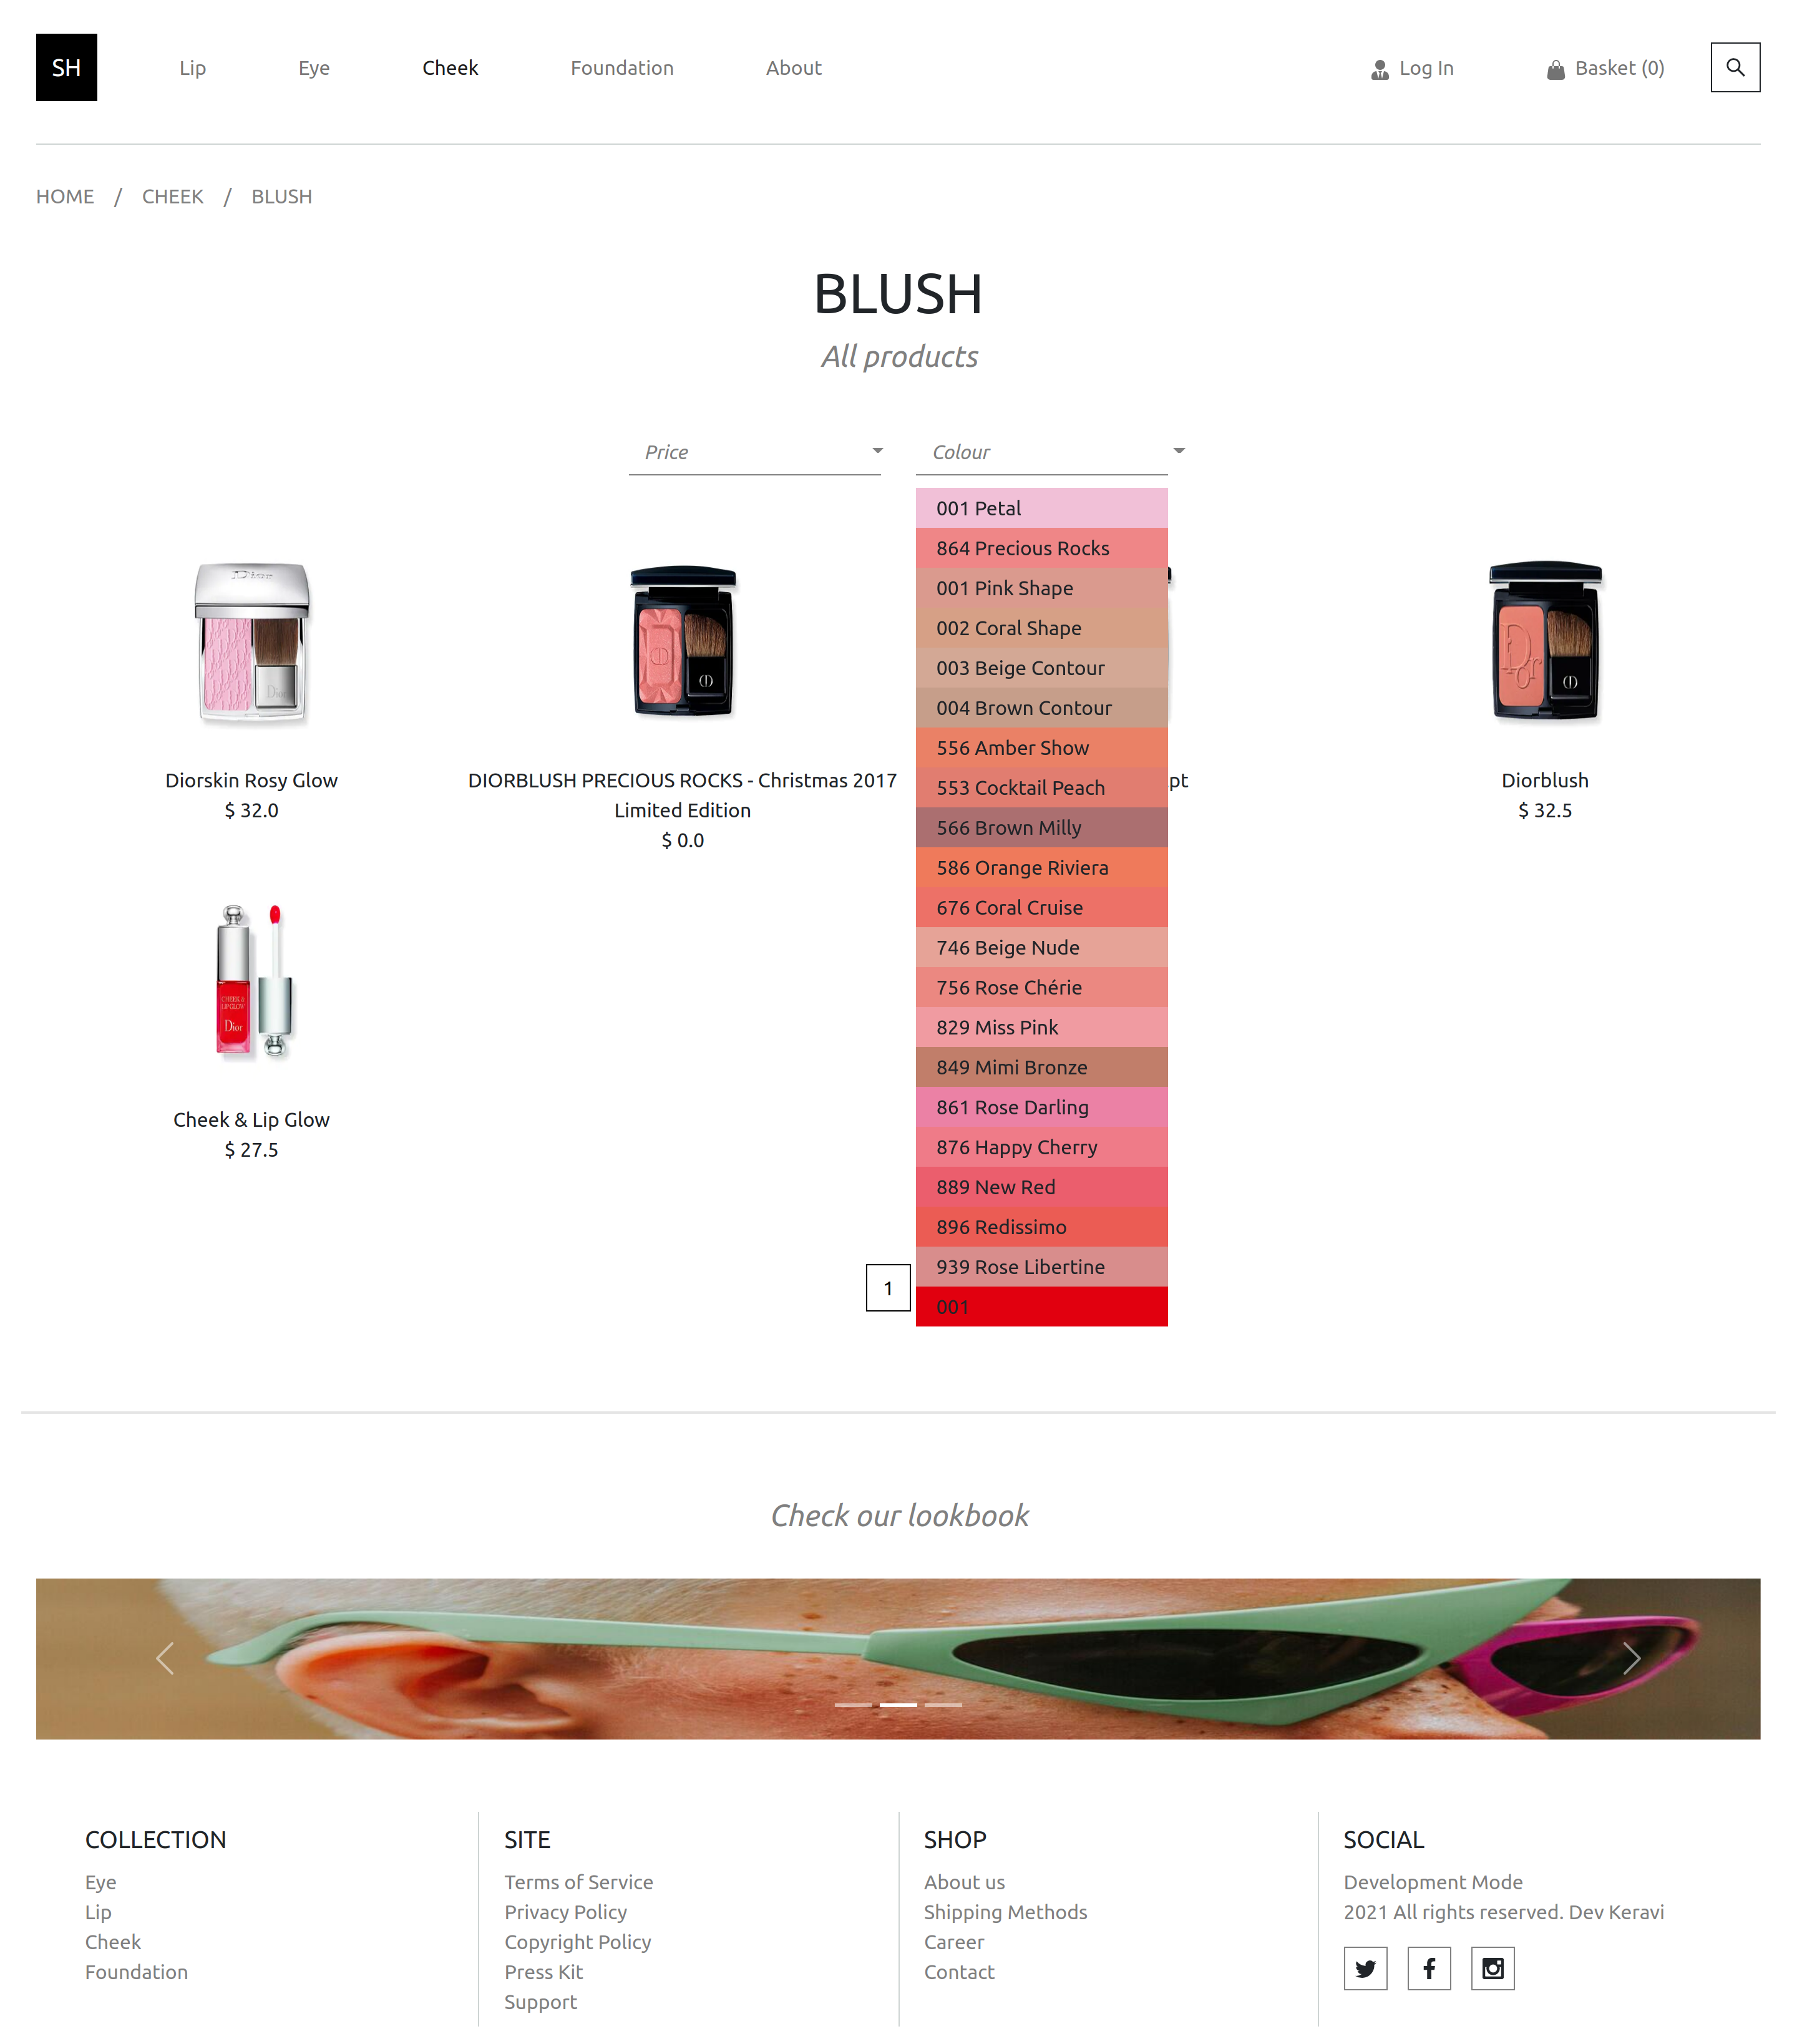 SH
Lip
Eye
Cheek
Foundation
About
Log In
Basket (0)
HOME / CHEEK / BLUSH
BLUSH
All products
Price
Colour
001 Petal
864 Precious Rocks
001 Pink Shape
002 Coral Shape
003 Beige Contour
004 Brown Contour
556 Amber Show
553 Cocktail Peach
566 Brown Milly
586 Orange Riviera
676 Coral Cruise
746 Beige Nude
756 Rose Chérie
829 Miss Pink
849 Mimi Bronze
861 Rose Darling
876 Happy Cherry
889 New Red
896 Redissimo
939 Rose Libertine
001
Dior
Dior
Diorskin Rosy Glow
$ 32.0
DIORBLUSH PRECIOUS ROCKS - Christmas 2017
Limited Edition
$ 0.0
pt
Dior
Diorblush
$ 32.5
CHEEK &
LIP GLOW
Dior
Cheek & Lip Glow
$ 27.5
1
Check our lookbook
COLLECTION
Eye
Lip
Cheek
Foundation
SITE
Terms of Service
Privacy Policy
Copyright Policy
Press Kit
Support
SHOP
About us
Shipping Methods
Career
Contact
SOCIAL
Development Mode
2021 All rights reserved. Dev Keravi